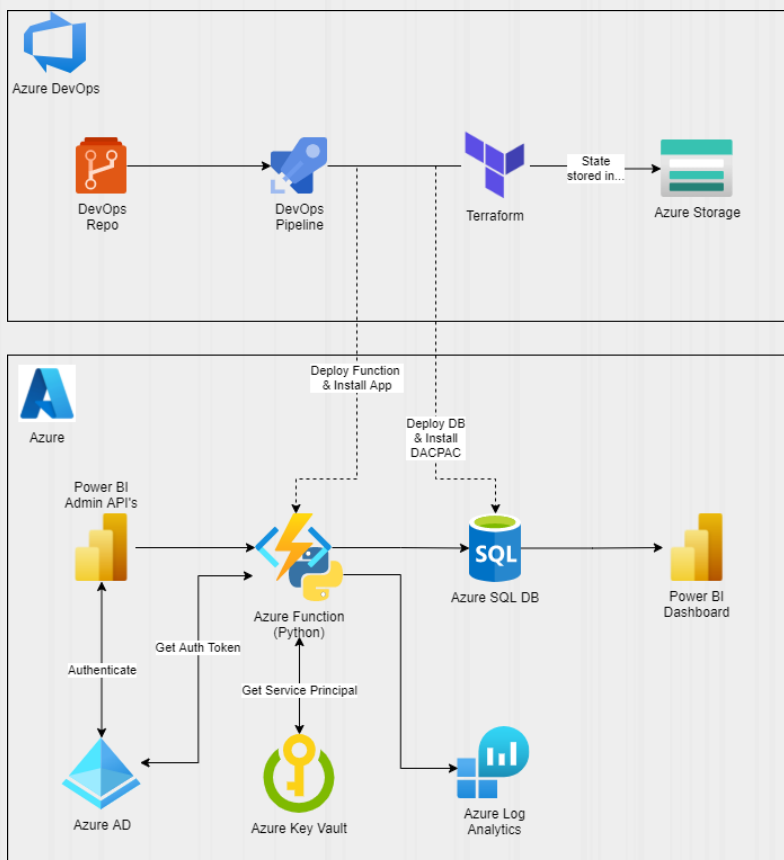 Azure DevOps
DevOps
Repo
DevOps
Pipeline
Terraform
State
stored in...
Azure Storage
Deploy Function
& Install App
Deploy DB
& Install
DACPAC
Azure
Power BI
Admin API's
SQL
Azure Function
(Python)
Azure SQL DB
Power BI
Dashboard
Get Auth Token
Authenticate
Get Service Principal
Azure AD
Azure Key Vault
Azure Log
Analytics